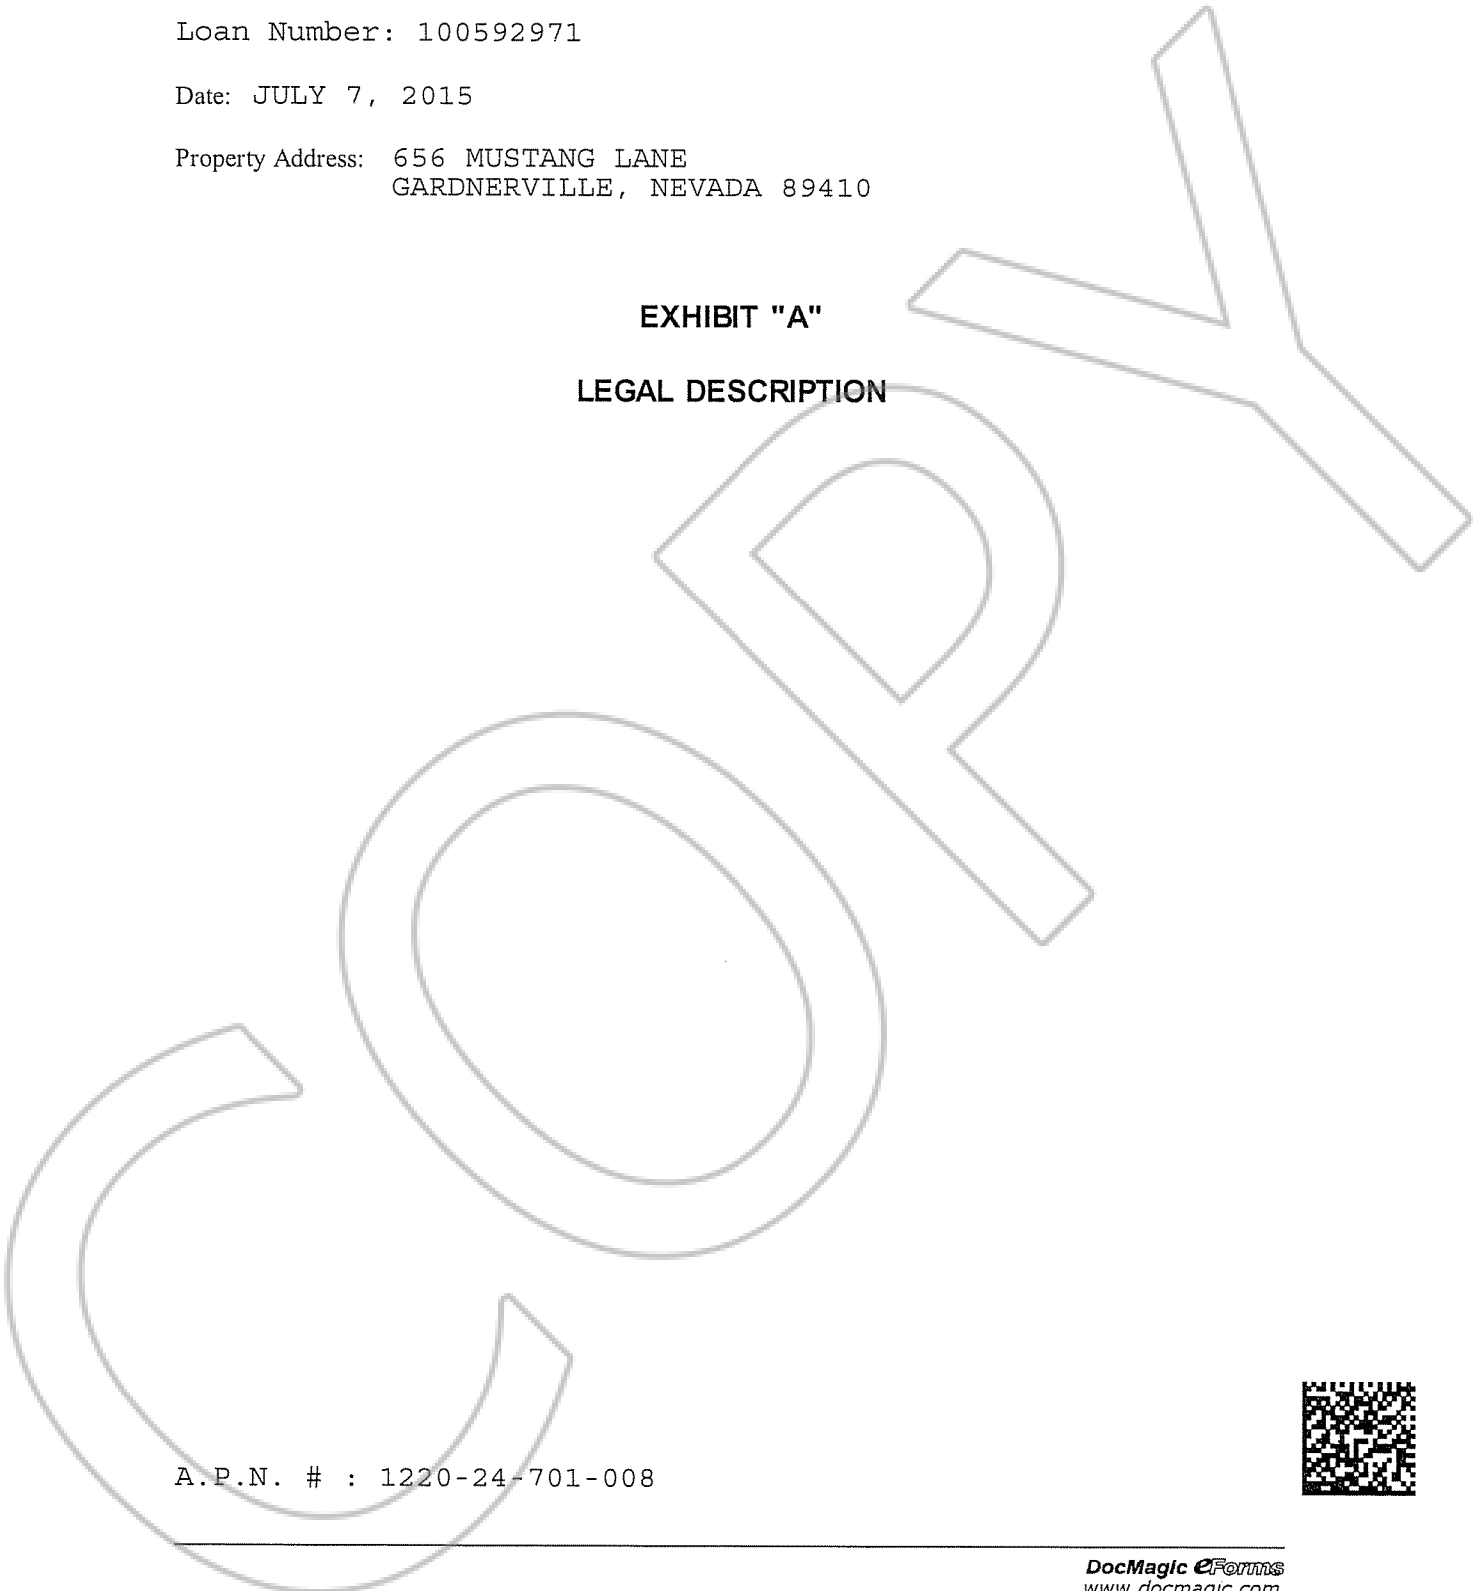 Loan Number: 100592971
Date: JULY 7, 2015
Property Address: 656 MUSTANG LANE
GARDNERVILLE, NEVADA 89410
EXHIBIT "A"
LEGAL DESCRIPTION
COPY
A.P.N. # : 1220-24-701-008
DocMagic eForms
www.docmagic.com